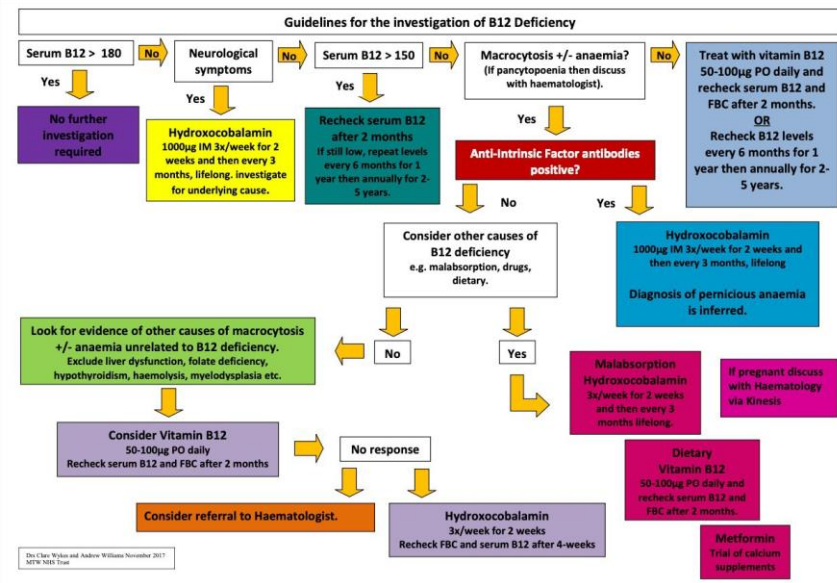 Guidelines for the investigation of B12 Deficiency
Serum B12 > 180
No
Neurological
symptoms
No
Serum B12 > 150
No
Macrocytosis +/- anaemia?
(If pancytopoenia then discuss
with haematologist).
No
Treat with vitamin B12
50-100µg PO daily and
recheck serum B12 and
FBC after 2 months.
OR
Recheck B12 levels
every 6 months for 1
year then annually for 2-
5 years.
Yes
No further
investigation
required
Yes
Hydroxocobalamin
1000µg IM 3x/week for 2
weeks and then every 3
months, lifelong. investigate
for underlying cause.
Yes
Recheck serum B12
after 2 months
If still low, repeat levels
every 6 months for 1
year then annually for 2-
5 years.
Yes
Anti-Intrinsic Factor antibodies
positive?
No
Yes
Consider other causes of
B12 deficiency
e.g. malabsorption, drugs,
dietary.
Hydroxocobalamin
1000µg IM 3x/week for 2 weeks and
then every 3 months, lifelong
Diagnosis of pernicious anaemia
is inferred.
No
Yes
Look for evidence of other causes of macrocytosis
+/- anaemia unrelated to B12 deficiency.
Exclude liver dysfunction, folate deficiency,
hypothyroidism, haemolysis, myelodysplasia etc.
Malabsorption
Hydroxocobalamin
3x/week for 2 weeks
and then every 3
months lifelong.
If pregnant discuss
with Haematology
via Kinesis
Consider Vitamin B12
50-100µg PO daily
Recheck serum B12 and FBC after 2 months
No response
Dietary
Vitamin B12
50-100µg PO daily and
recheck serum B12 and
FBC after 2 months.
Consider referral to Haematologist.
Hydroxocobalamin
3x/week for 2 weeks
Recheck FBC and serum B12 after 4-weeks
Metformin
Trial of calcium
supplements
Drs Clare Wykes and Andrew Williams November 2017
MTW NHS Trust